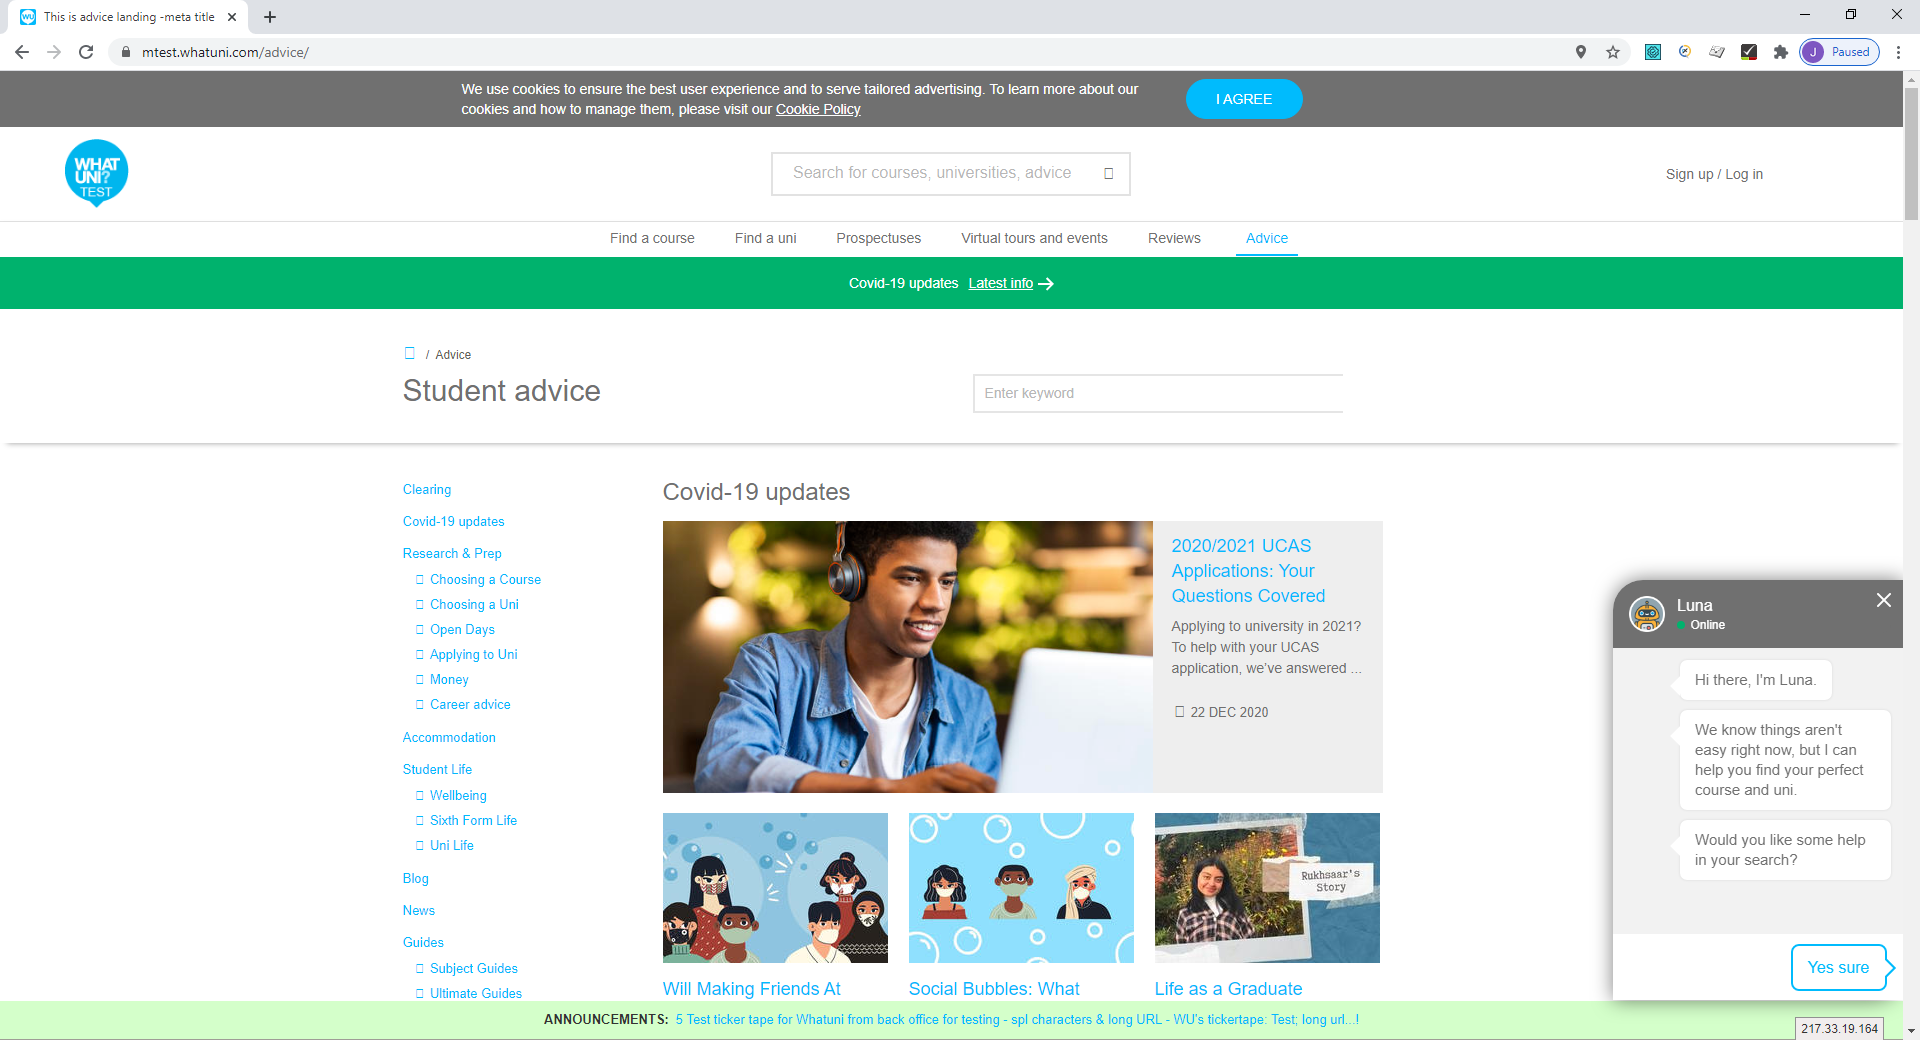 This is advice landing -meta title
mtest.whatuni.com/advice/
J Paused
We use cookies to ensure the best user experience and to serve tailored advertising. To learn more about our
cookies and how to manage them, please visit our Cookie Policy
I AGREE
WHAT
UNI?
TEST
Search for courses, universities, advice
Sign up / Log in
Find a course
Find a uni
Prospectuses
Virtual tours and events
Reviews
Advice
Covid-19 updates Latest info
/ Advice
Student advice
Enter keyword
Clearing
Covid-19 updates
Research & Prep
Choosing a Course
Choosing a Uni
Open Days
Applying to Uni
Money
Career advice
Accommodation
Student Life
Wellbeing
Sixth Form Life
Uni Life
Blog
News
Guides
Subject Guides
Ultimate Guides
Covid-19 updates
2020/2021 UCAS
Applications: Your
Questions Covered
Applying to university in 2021?
To help with your UCAS
application, we've answered ...
22 DEC 2020
Rukhsaar's
Story
Will Making Friends At
Social Bubbles: What
Life as a Graduate
Luna
Online
Hi there, I'm Luna.
We know things aren't
easy right now, but I can
help you find your perfect
course and uni.
Would you like some help
in your search?
Yes sure
ANNOUNCEMENTS: 5 Test ticker tape for Whatuni from back office for testing - spl characters & long URL - WU's tickertape: Test; long url...!
217.33.19.164